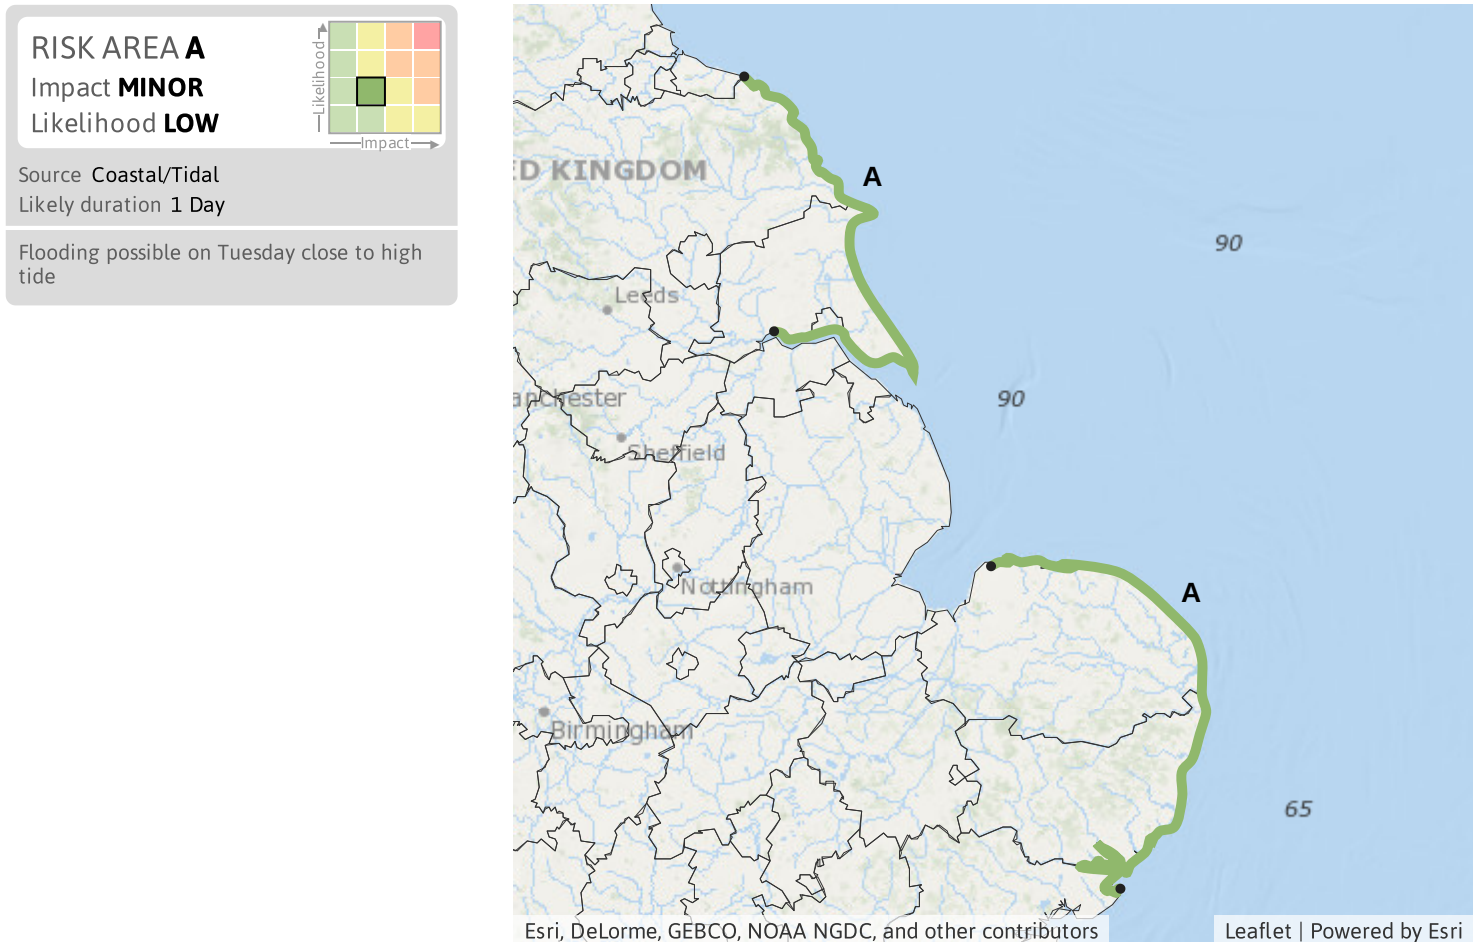 RISK AREA A
Impact MINOR
Likelihood LOW
Likelihood
Impact
Source Coastal/Tidal
Likely duration 1 Day
Flooding possible on Tuesday close to high
tide
ED KINGDOM
A
90
Leeds
anchester
90
Sheffield
Nottingham
A
Birmingham
65
Esri, DeLorme, GEBCO, NOAA NGDC, and other contributors
Leaflet | Powered by Esri